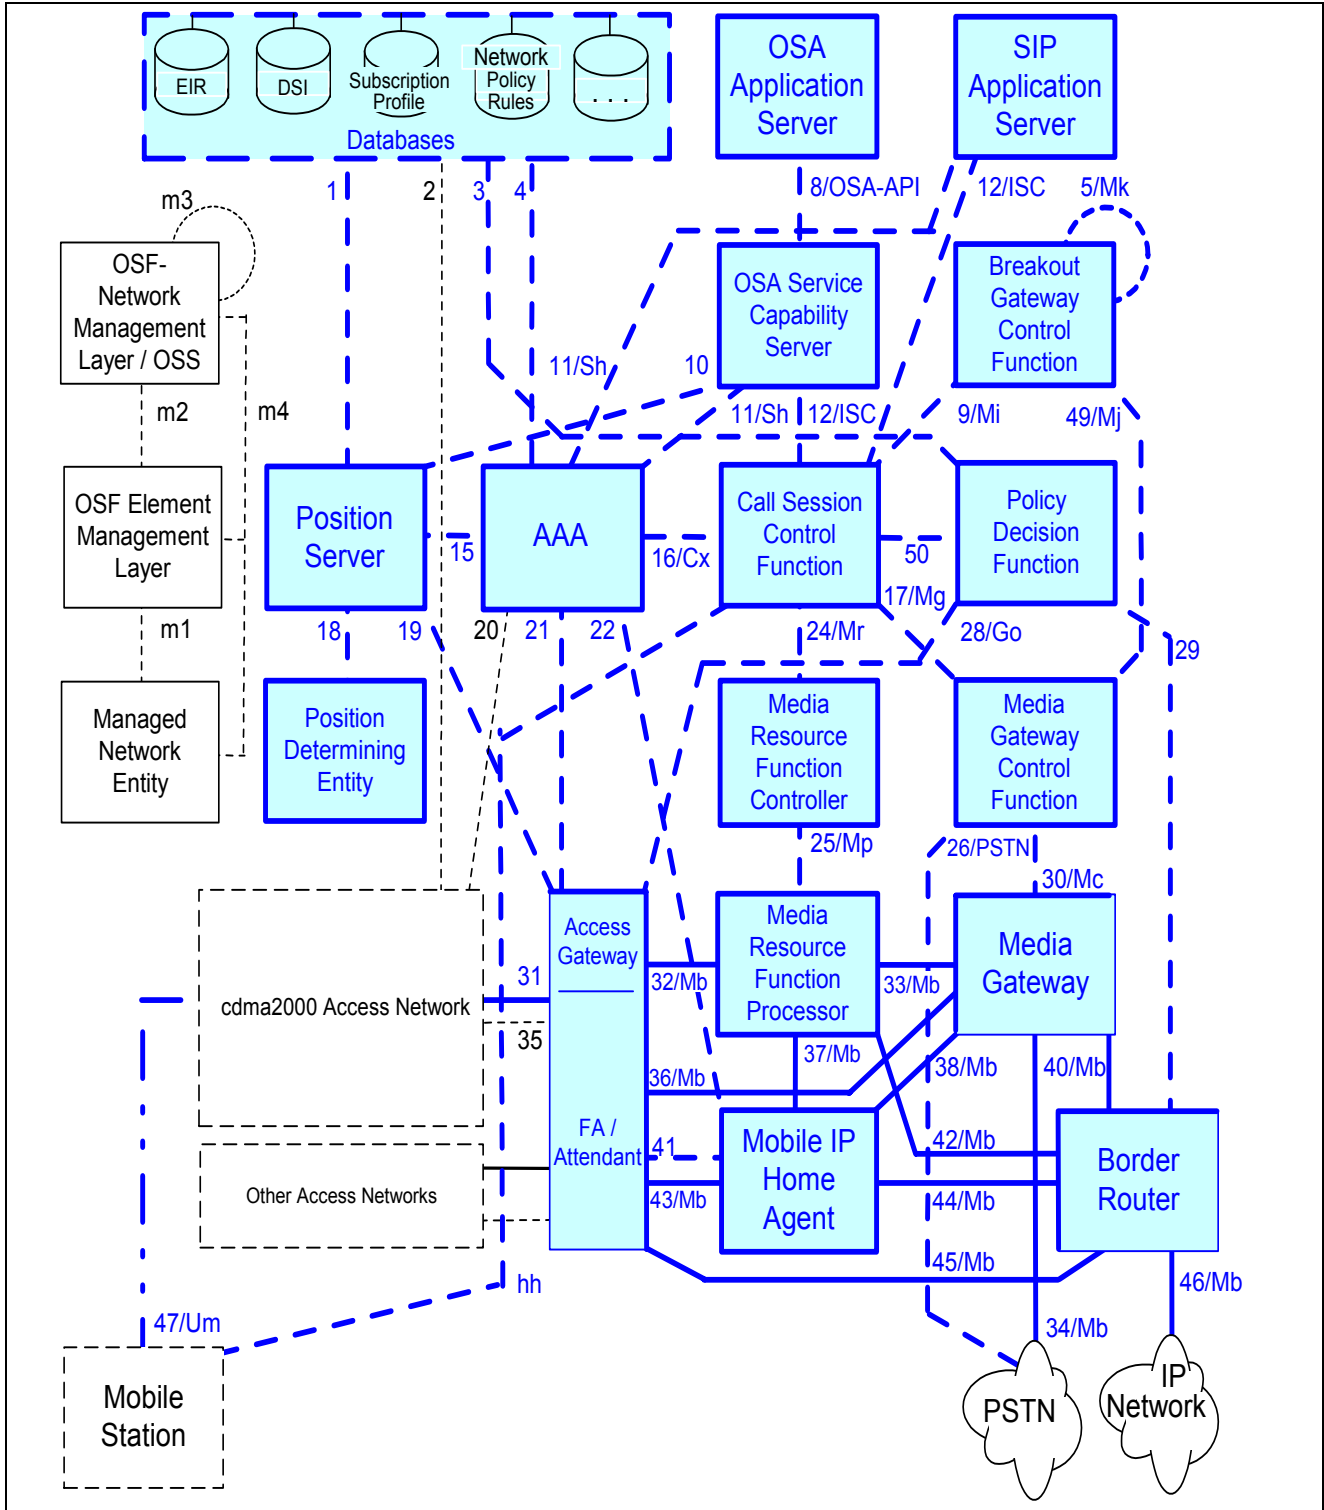 OSA
Application
Server
SIP
Application
Server
EIR
DSI
Subscription
Profile
Network
Policy
Rules
. . .
Databases
1
2
3
4
8/OSA-API
12/ISC
5/Mk
m3
OSF-
Network
Management
Layer / OSS
OSA Service
Capability
Server
Breakout
Gateway
Control
Function
11/Sh
10
m2
m4
11/Sh
12/ISC
9/Mi
49/Mj
OSF Element
Management
Layer
Position
Server
15
AAA
16/Cx
Call Session
Control
Function
50
Policy
Decision
Function
m1
18
19
20
21
22
24/Mr
17/Mg
28/Go
29
Managed
Network
Entity
Position
Determining
Entity
Media
Resource
Function
Controller
Media
Gateway
Control
Function
25/Mp
26/PSTN
30/Mc
cdma2000 Access Network
31
35
Access
Gateway
32/Mb
Media
Resource
Function
Processor
33/Mb
Media
Gateway
36/Mb
37/Mb
38/Mb
40/Mb
Other Access Networks
FA /
Attendant
41
43/Mb
Mobile IP
Home
Agent
42/Mb
44/Mb
Border
Router
45/Mb
46/Mb
hh
47/Um
34/Mb
Mobile
Station
PSTN
IP
Network